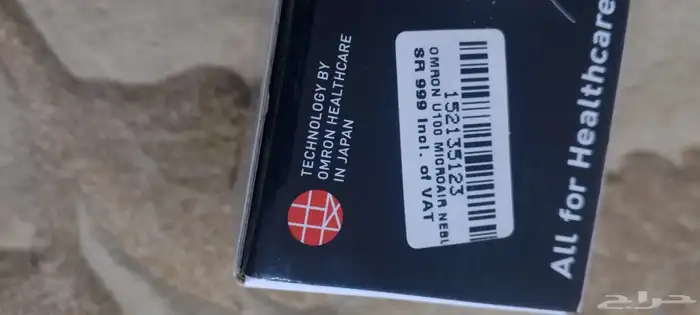 TECHNOLOGY BY
OMRON HEALTHCARE
IN JAPAN
152135123
OMRON U100 MICROAIR NEBL
SR 999 Incl. of VAT
All for Healthcare
حراج